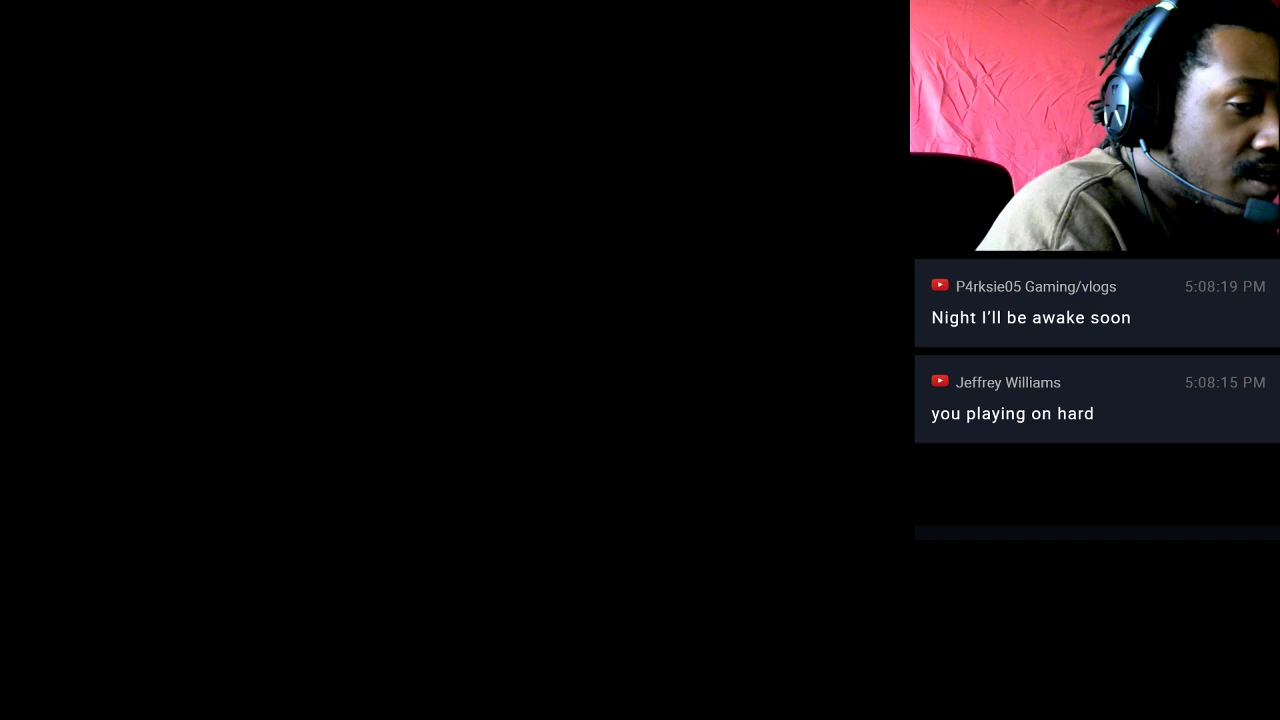 P4rksie05 Gaming/vlogs 5:08:19 PM
Night I’ll be awake soon
Jeffrey Williams 5:08:15 PM
you playing on hard